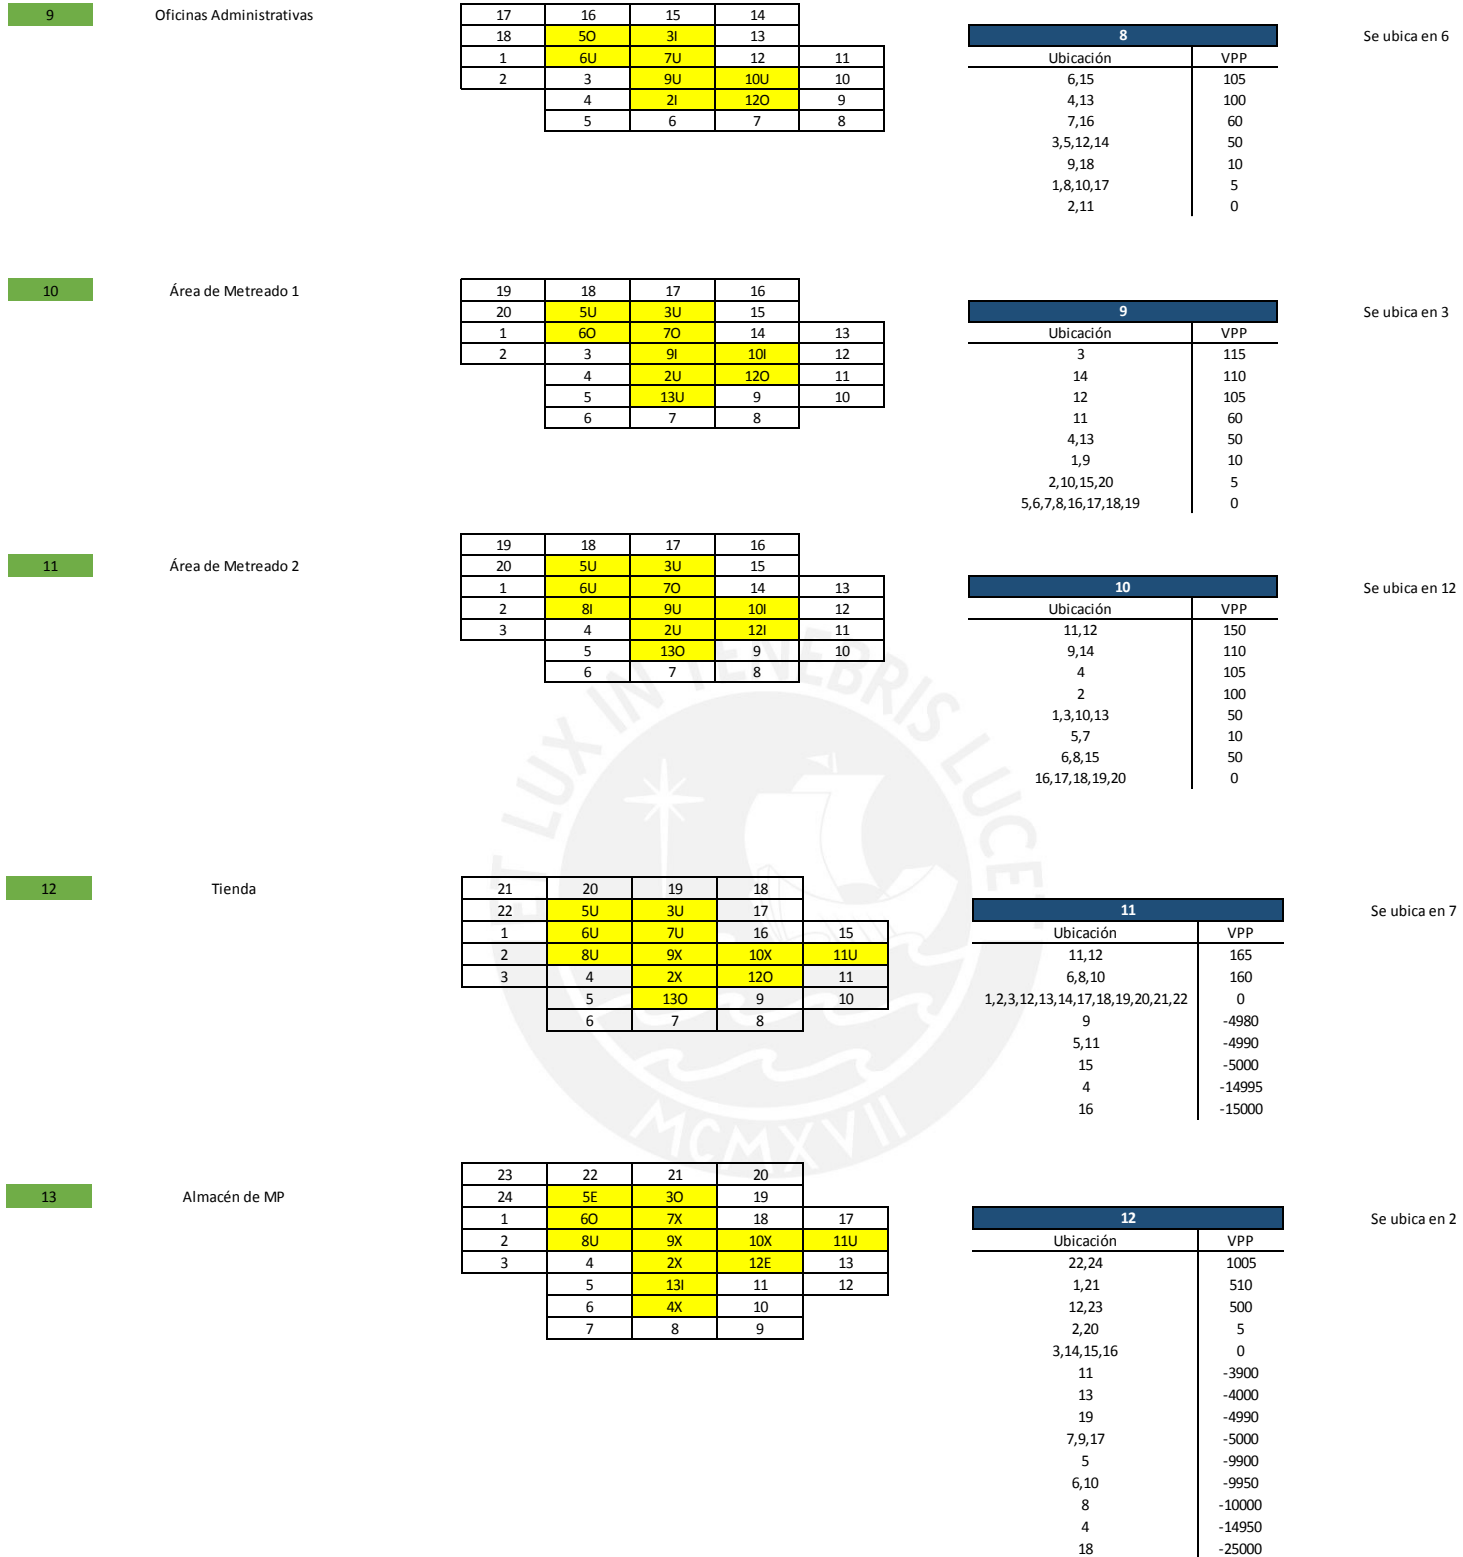 9 Oficinas Administrativas
17 16 15 14
18 5O 3I 13
1 6U 7U 12 11
2 3 9U 10U 10
4 2I 12O 9
5 6 7 8
8
Ubicación VPP
6,15 105
4,13 100
7,16 60
3,5,12,14 50
9,18 10
1,8,10,17 5
2,11 0
Se ubica en 6
10 Área de Metreado 1
19 18 17 16
20 5U 3U 15
1 6O 7O 14 13
2 3 9I 10I 12
4 2U 12O 11
5 13U 9 10
6 7 8
9
Ubicación VPP
3 115
14 110
12 105
11 60
4,13 50
1,9 10
2,10,15,20 5
5,6,7,8,16,17,18,19 0
Se ubica en 3
11 Área de Metreado 2
19 18 17 16
20 5U 3U 15
1 6U 7O 14 13
2 8I 9U 10I 12
3 4 2U 12I 11
5 13O 9 10
6 7 8
10
Ubicación VPP
11,12 150
9,14 110
4 105
2 100
1,3,10,13 50
5,7 10
6,8,15 50
16,17,18,19,20 0
Se ubica en 12
12 Tienda
21 20 19 18
22 5U 3U 17
1 6U 7U 16 15
2 8U 9X 10X 11U
3 4 2X 12O 11
5 13O 9 10
6 7 8
11
Ubicación VPP
11,12 165
6,8,10 160
1,2,3,12,13,14,17,18,19,20,21,22 0
9 -4980
5,11 -4990
15 -5000
4 -14995
16 -15000
Se ubica en 7
13 Almacén de MP
23 22 21 20
24 5E 3O 19
1 6O 7X 18 17
2 8U 9X 10X 11U
3 4 2X 12E 13
5 13I 11 12
6 4X 10
7 8 9
12
Ubicación VPP
22,24 1005
1,21 510
12,23 500
2,20 5
3,14,15,16 0
11 -3900
13 -4000
19 -4990
7,9,17 -5000
5 -9900
6,10 -9950
8 -10000
4 -14950
18 -25000
Se ubica en 2
ET LUX IN TENEBRIS LUCET
MCMXVII